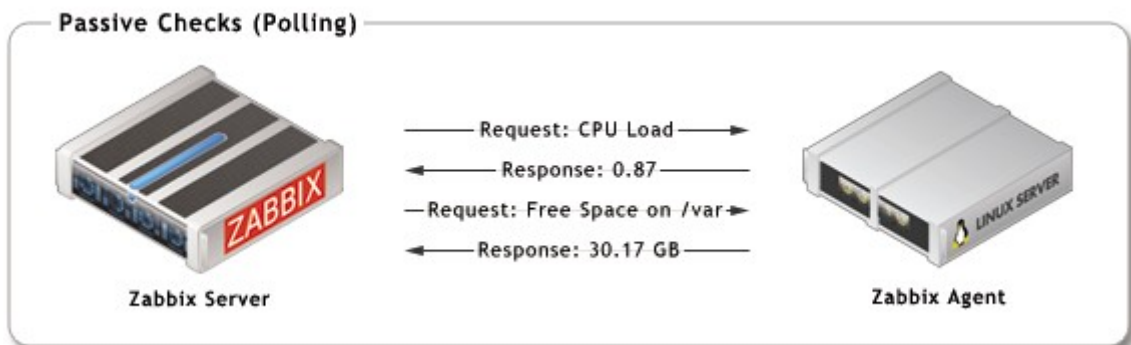 Passive Checks (Polling)
Request: CPU Load
Response: 0.87
Request: Free Space on /var
Response: 30.17 GB
ZABBIX
LINUX SERVER
Zabbix Server
Zabbix Agent